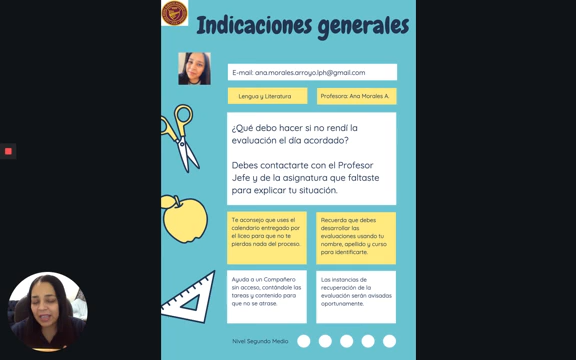 Indicaciones generales
E-mail: ana.morales.arroyo.lph@gmail.com
Lengua y Literatura
Profesora: Ana Morales A.
¿Qué debo hacer si no rendí la
evaluación el día acordado?
Debes contactarte con el Profesor
Jefe y de la asignatura que faltaste
para explicar tu situación.
Te aconsejo que uses el
calendario entregado por
el liceo para que no te
pierdas nada del proceso.
Recuerda que debes
desarrollar las
evaluaciones usando tu
nombre, apellido y curso
para identificarte.
Ayuda a un Compañero
sin acceso, contándole las
tareas y contenido para
que no se atrase.
Las instancias de
recuperación de la
evaluación serán avisadas
oportunamente.
Nivel Segundo Medio